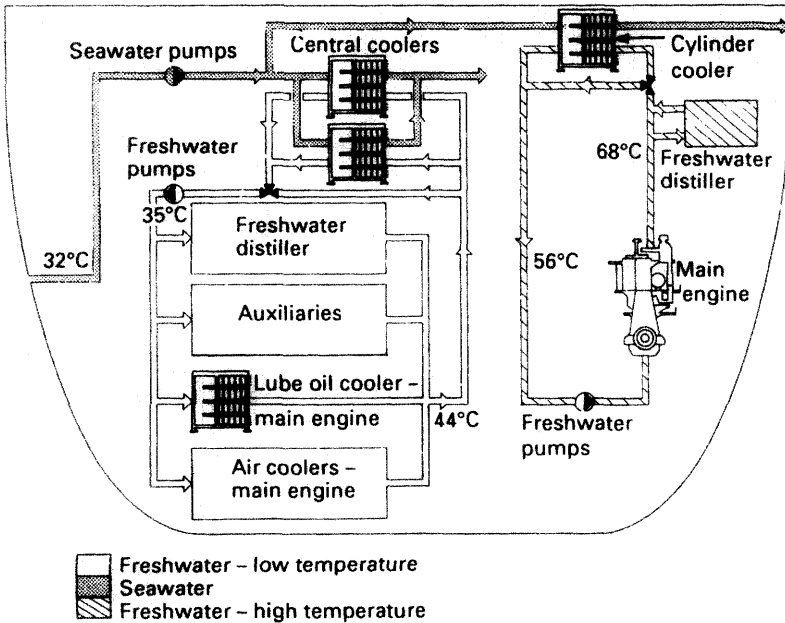 Seawater pumps
Central coolers
Cylinder
cooler
Freshwater
pumps
68°C
Freshwater
distiller
35°C
Freshwater
distiller
32°C
56°C
Main
engine
Auxiliaries
Lube oil cooler –
main engine
44°C
Freshwater
pumps
Air coolers –
main engine
Freshwater – low temperature
Seawater
Freshwater – high temperature